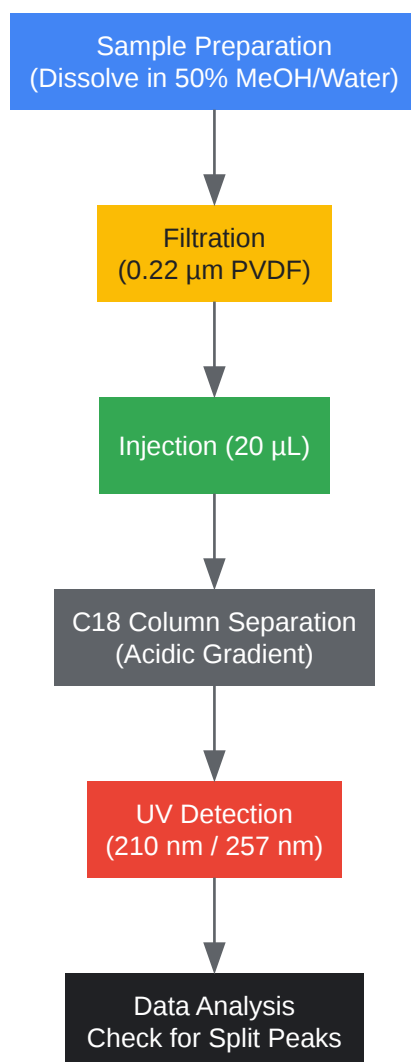 Sample Preparation
(Dissolve in 50% MeOH/Water)
Filtration
(0.22 µm PVDF)
Injection (20 µL)
C18 Column Separation
(Acidic Gradient)
UV Detection
(210 nm / 257 nm)
Data Analysis
Check for Split Peaks